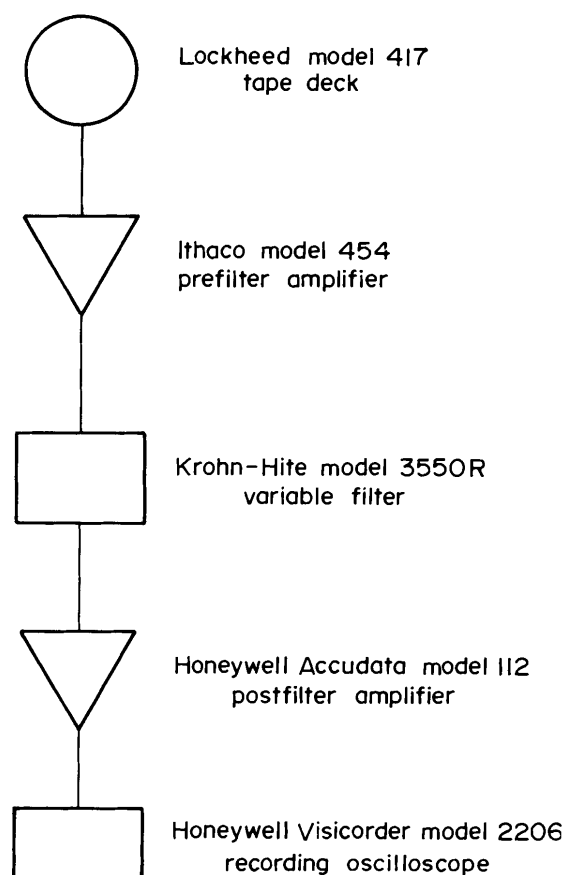 Lockheed model 417
tape deck
Ithaco model 454
prefilter amplifier
Krohn-Hite model 3550R
variable filter
Honeywell Accudata model 112
postfilter amplifier
Honeywell Visicorder model 2206
recording oscilloscope